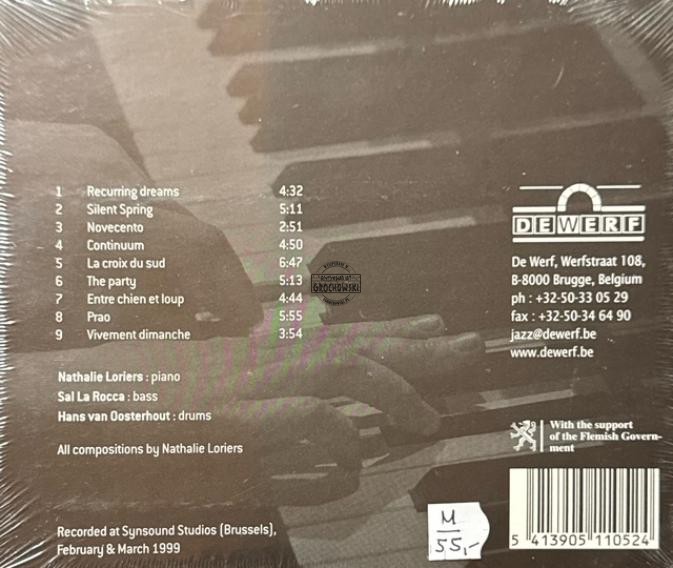 1 Recurring dreams 4:32
2 Silent Spring 5:11
3 Novecento 2:51
4 Continuum 4:50
5 La croix du sud 6:47
6 The party 5:13
7 Entre chien et loup 4:44
8 Prao 5:55
9 Vivement dimanche 3:54
Nathalie Loriers : piano
Sal La Rocca : bass
Hans van Oosterhout : drums
All compositions by Nathalie Loriers
Recorded at Synsound Studios (Brussels),
February & March 1999
GROCHOWSKI
DEWERF
De Werf, Werfstraat 108,
B-8000 Brugge, Belgium
ph : +32-50-33 05 29
fax : +32-50-34 64 90
jazz@dewerf.be
www.dewerf.be
With the support
of the Flemish Govern-
ment
M
55,-
5 413905 110524